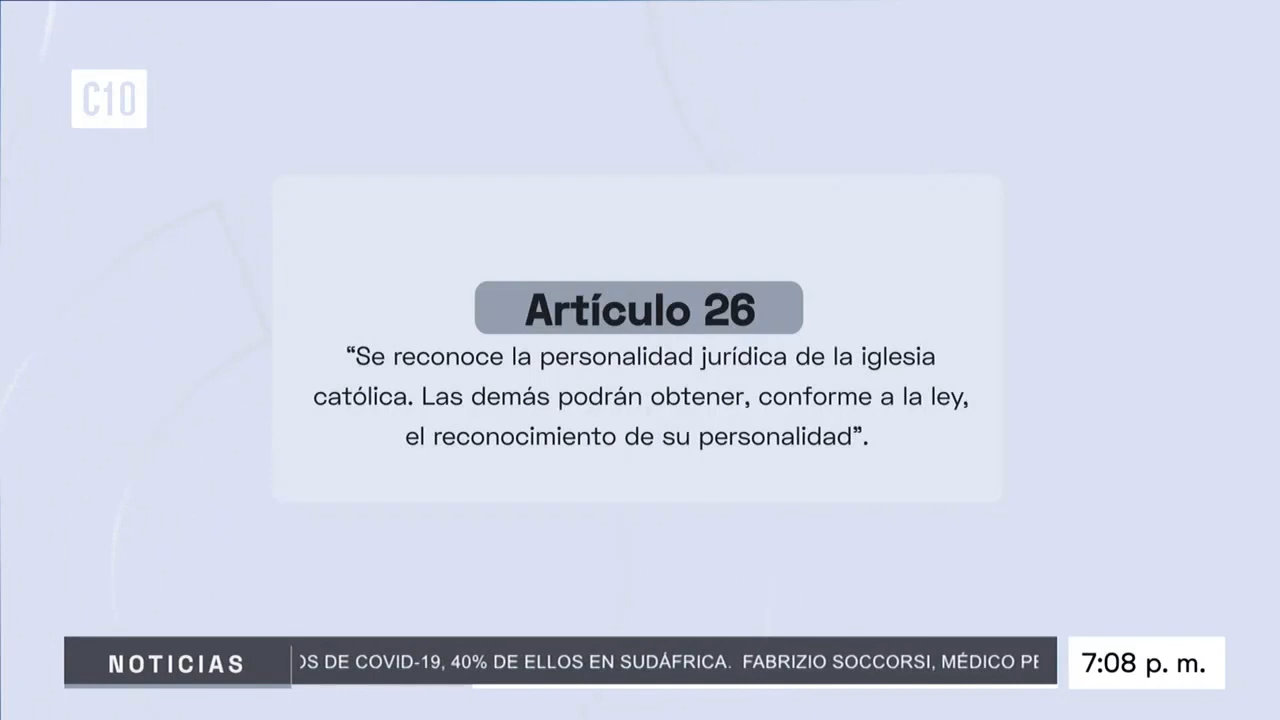 C10
Artículo 26
“Se reconoce la personalidad jurídica de la iglesia
católica. Las demás podrán obtener, conforme a la ley,
el reconocimiento de su personalidad”.
NOTICIAS
DE COVID-19, 40% DE ELLOS EN SUDÁFRICA. FABRIZIO SOCCORSI, MÉDICO
7:08 p. m.